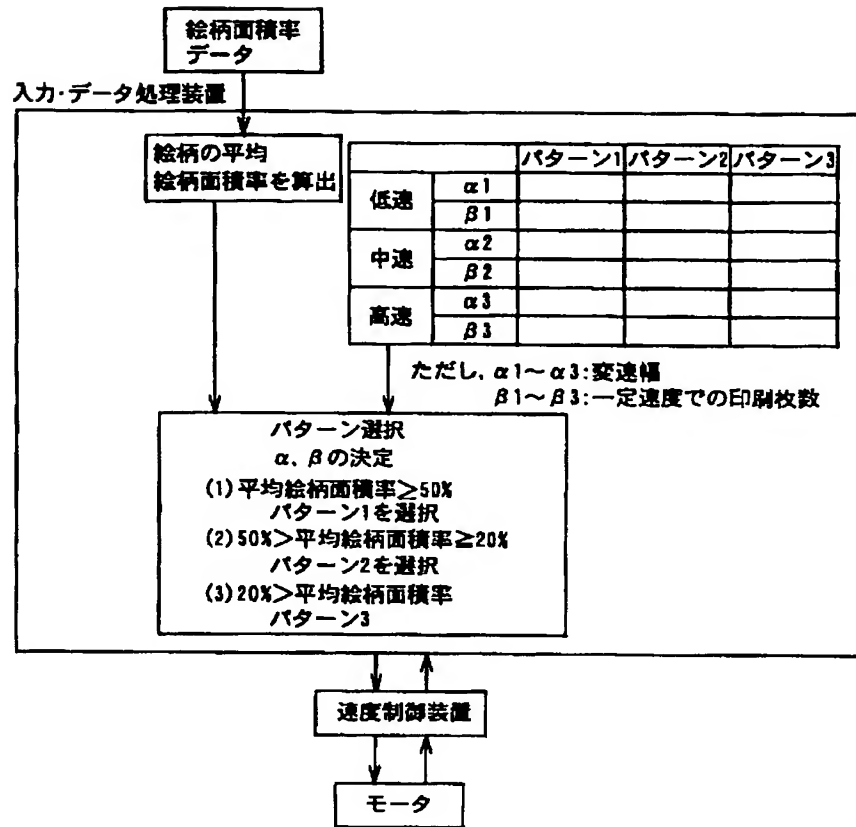 絵柄面積率
データ
入力・データ処理装置
絵柄の平均
絵柄面積率を算出
パターン1 パターン2 パターン3
低速 α1
β1
中速 α2
β2
高速 α3
β3
ただし、α1～α3:変速幅
β1～β3:一定速度での印刷枚数
パターン選択
α、βの決定
(1)平均絵柄面積率≧50%
パターン1を選択
(2)50%>平均絵柄面積率≧20%
パターン2を選択
(3)20%>平均絵柄面積率
パターン3
速度制御装置
モータ